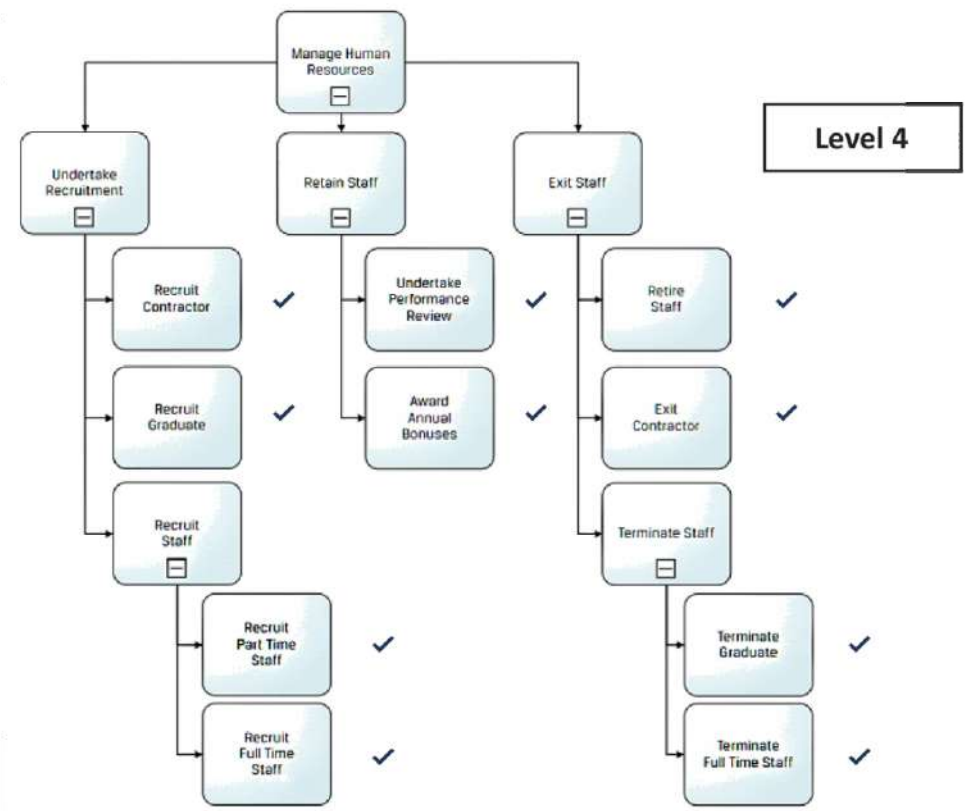 Manage Human
Resources
Level 4
Undertake
Recruitment
Retain Staff
Exit Staff
Recruit
Contractor
Undertake
Performance
Review
Retire
Staff
Recruit
Graduate
Award
Annual
Bonuses
Exit
Contractor
Recruit
Staff
Terminate Staff
Recruit
Part Time
Staff
Terminate
Graduate
Recruit
Full Time
Staff
Terminate
Full Time Staff